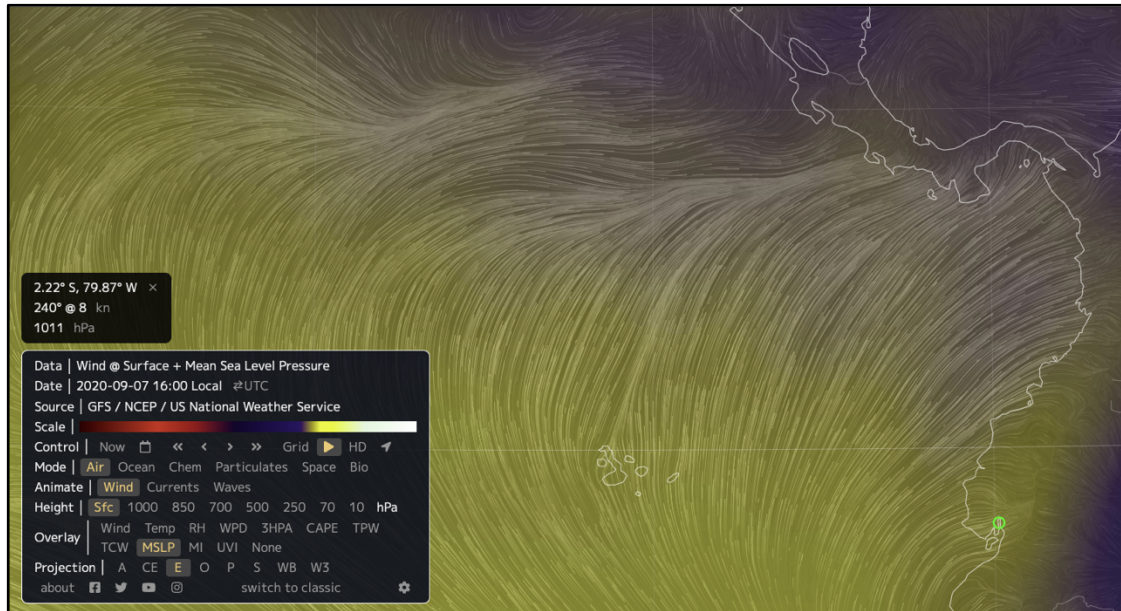 2.22° S, 79.87° W ×
240° @ 8 kn
1011 hPa
Data | Wind @ Surface + Mean Sea Level Pressure
Date | 2020-09-07 16:00 Local ⇄UTC
Source | GFS / NCEP / US National Weather Service
Scale |
Control | Now « ‹ › » Grid HD
Mode | Air Ocean Chem Particulates Space Bio
Animate | Wind Currents Waves
Height | Sfc 1000 850 700 500 250 70 10 hPa
Overlay | Wind Temp RH WPD 3HPA CAPE TPW
TCW MSLP MI UVI None
Projection | A CE E O P S WB W3
about switch to classic